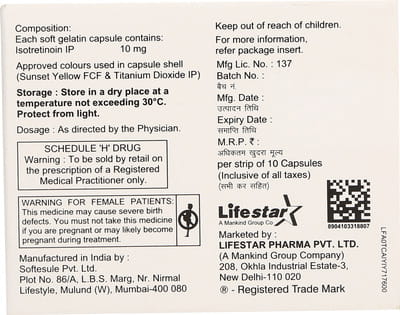 Composition:
Each soft gelatin capsule contains:
Isotretinoin IP 10 mg
Approved colours used in capsule shell
(Sunset Yellow FCF & Titanium Dioxide IP)
Storage : Store in a dry place at a
temperature not exceeding 30°C.
Protect from light.
Dosage : As directed by the Physician.
SCHEDULE 'H' DRUG
Warning : To be sold by retail on
the prescription of a Registered
Medical Practitioner only.
WARNING FOR FEMALE PATIENTS:
This medicine may cause severe birth
defects. You must not take this medicine
if you are pregnant or may likely become
pregnant during treatment.
Manufactured in India by :
Softesule Pvt. Ltd.
Plot No. 86/A, L.B.S. Marg, Nr. Nirmal
Lifestyle, Mulund (W), Mumbai-400 080
Keep out of reach of children.
For more information,
refer package insert.
Mfg Lic. No. : 137
Batch No. :
बैच नं.
Mfg. Date :
उत्पादन तिथि
Expiry Date :
समाप्ति तिथि
M.R.P. ₹ :
अधिकतम खुदरा मूल्य
per strip of 10 Capsules
(Inclusive of all taxes)
(सभी कर सहित)
Lifestar
A Mankind Group Co.
8904103318807
Marketed by :
LIFESTAR PHARMA PVT. LTD.
(A Mankind Group Company)
208, Okhla Industrial Estate-3,
New Delhi-110 020
® - Registered Trade Mark